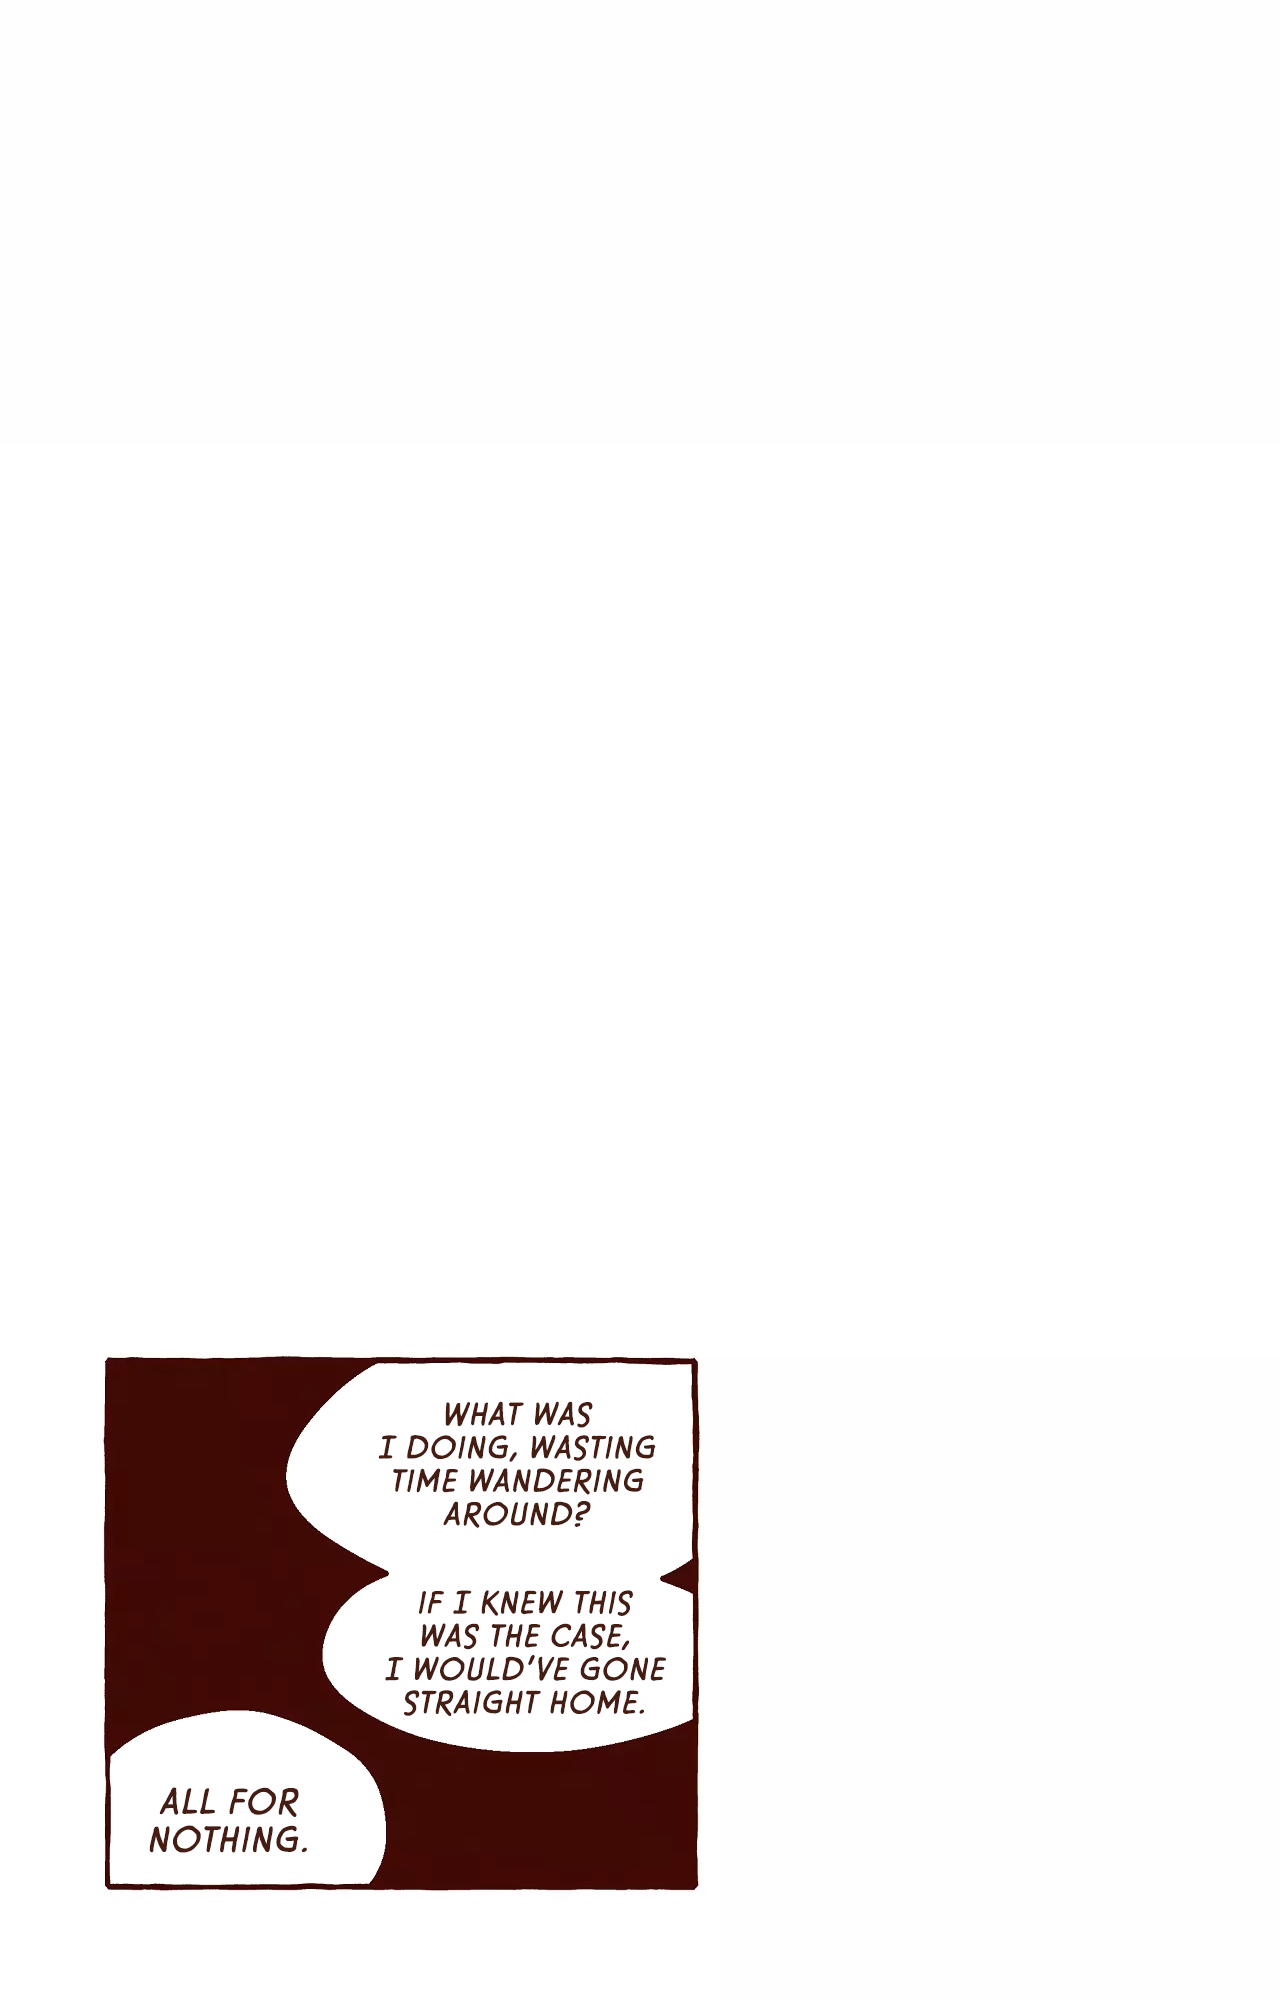 WHAT WAS
I DOING, WASTING
TIME WANDERING
AROUND?
IF I KNEW THIS
WAS THE CASE,
I WOULD'VE GONE
STRAIGHT HOME.
ALL FOR
NOTHING.